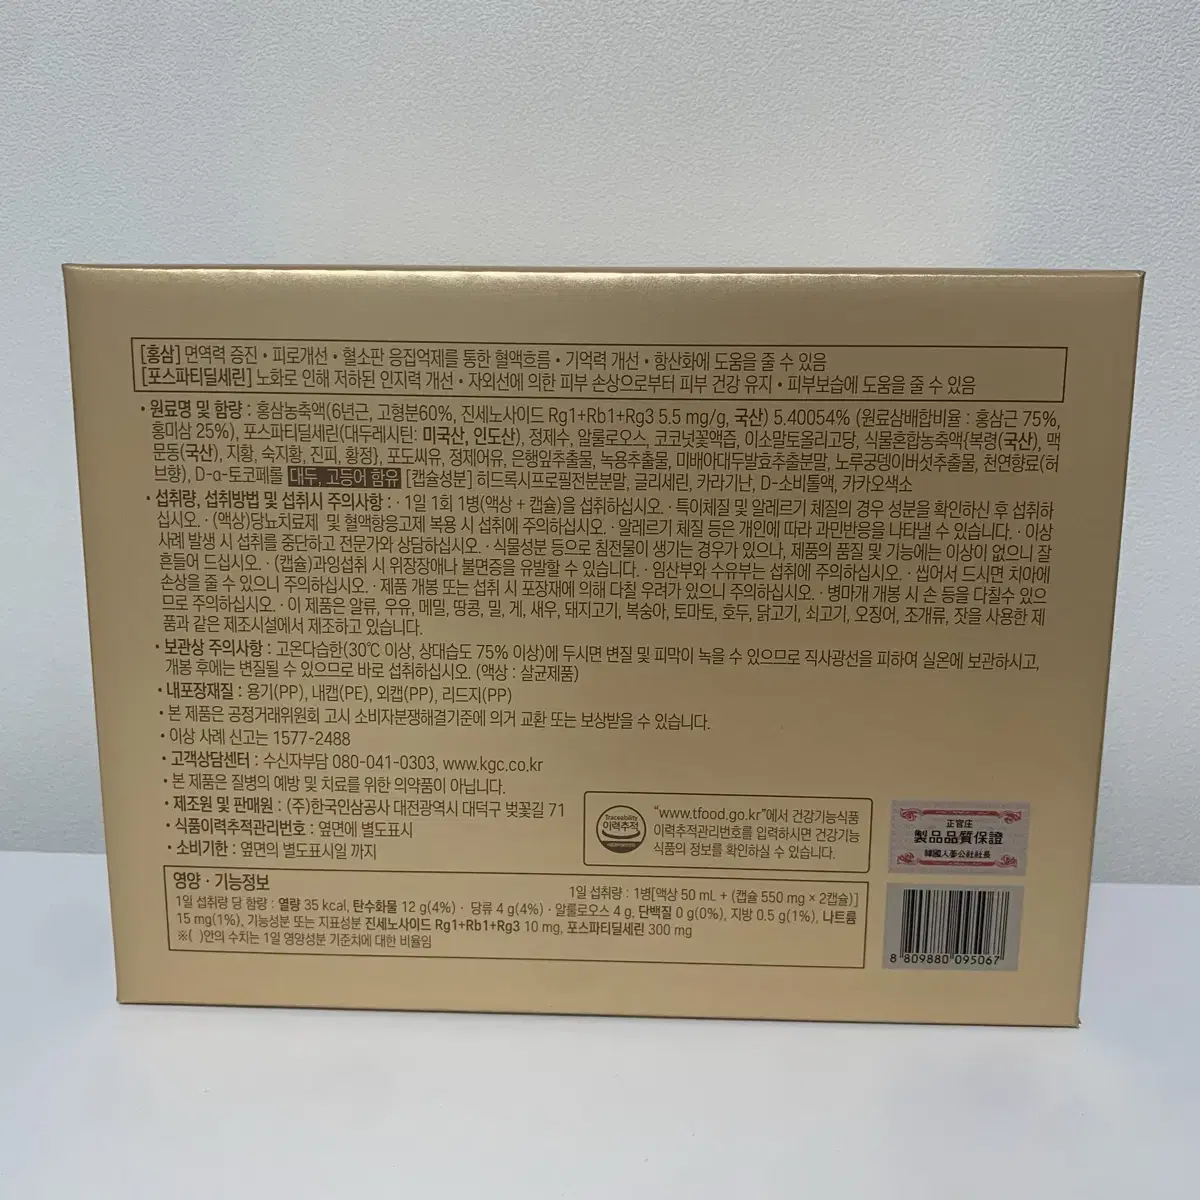 [홍삼] 면역력 증진 • 피로개선 • 혈소판 응집억제를 통한 혈액흐름 • 기억력 개선 • 항산화에 도움을 줄 수 있음
[포스파티딜세린] 노화로 인해 저하된 인지력 개선 • 자외선에 의한 피부 손상으로부터 피부 건강 유지 • 피부보습에 도움을 줄 수 있음
• 원료명 및 함량 : 홍삼농축액(6년근, 고형분60%, 진세노사이드 Rg1+Rb1+Rg3 5.5 mg/g, 국산) 5.40054% (원료삼배합비율 : 홍삼근 75%,
홍미삼 25%), 포스파티딜세린(대두레시틴: 미국산, 인도산), 정제수, 알룰로오스, 코코넛꽃액즙, 이소말토올리고당, 식물혼합농축액{복령(국산), 맥
문동(국산), 지황, 숙지황, 진피, 황정}, 포도씨유, 정제어유, 은행잎추출물, 녹용추출물, 미배아대두발효추출분말, 노루궁뎅이버섯추출물, 천연향료(허
브향), D-α-토코페롤 대두, 고등어 함유 [캡슐성분] 히드록시프로필전분분말, 글리세린, 카라기난, D-소비톨액, 카카오색소
• 섭취량, 섭취방법 및 섭취시 주의사항 : · 1일 1회 1병(액상 + 캡슐)을 섭취하십시오. · 특이체질 및 알레르기 체질의 경우 성분을 확인하신 후 섭취하
십시오. · (액상)당뇨치료제 및 혈액항응고제 복용 시 섭취에 주의하십시오. · 알레르기 체질 등은 개인에 따라 과민반응을 나타낼 수 있습니다. · 이상
사례 발생 시 섭취를 중단하고 전문가와 상담하십시오. · 식물성분 등으로 침전물이 생기는 경우가 있으나, 제품의 품질 및 기능에는 이상이 없으니 잘
흔들어 드십시오. · (캡슐)과잉섭취 시 위장장애나 불면증을 유발할 수 있습니다. · 임산부와 수유부는 섭취에 주의하십시오. · 씹어서 드시면 치아에
손상을 줄 수 있으니 주의하십시오. · 제품 개봉 또는 섭취 시 포장재에 의해 다칠 우려가 있으니 주의하십시오. · 병마개 개봉 시 손 등을 다칠수 있으
므로 주의하십시오. · 이 제품은 알류, 우유, 메밀, 땅콩, 밀, 게, 새우, 돼지고기, 복숭아, 토마토, 호두, 닭고기, 쇠고기, 오징어, 조개류, 잣을 사용한 제
품과 같은 제조시설에서 제조하고 있습니다.
• 보관상 주의사항 : 고온다습한(30℃ 이상, 상대습도 75% 이상)에 두시면 변질 및 피막이 녹을 수 있으므로 직사광선을 피하여 실온에 보관하시고,
개봉 후에는 변질될 수 있으므로 바로 섭취하십시오. (액상 : 살균제품)
• 내포장재질 : 용기(PP), 내캡(PE), 외캡(PP), 리드지(PP)
• 본 제품은 공정거래위원회 고시 소비자분쟁해결기준에 의거 교환 또는 보상받을 수 있습니다.
• 이상 사례 신고는 1577-2488
• 고객상담센터 : 수신자부담 080-041-0303, www.kgc.co.kr
• 본 제품은 질병의 예방 및 치료를 위한 의약품이 아닙니다.
• 제조원 및 판매원 : (주)한국인삼공사 대전광역시 대덕구 벚꽃길 71
• 식품이력추적관리번호 : 옆면에 별도표시
• 소비기한 : 옆면의 별도표시일 까지
Traceability
이력추적
"www.tfood.go.kr"에서 건강기능식품
이력추적관리번호를 입력하시면 건강기능
식품의 정보를 확인하실 수 있습니다.
正官庄
製品品質保證
韓國人蔘公社社長
영양 · 기능정보
1일 섭취량 : 1병[액상 50 mL + (캡슐 550 mg × 2캡슐)]
1일 섭취량 당 함량 : 열량 35 kcal, 탄수화물 12 g(4%) · 당류 4 g(4%) · 알룰로오스 4 g, 단백질 0 g(0%), 지방 0.5 g(1%), 나트륨
15 mg(1%), 기능성분 또는 지표성분 진세노사이드 Rg1+Rb1+Rg3 10 mg, 포스파티딜세린 300 mg
※( )안의 수치는 1일 영양성분 기준치에 대한 비율임
8 809880 095067